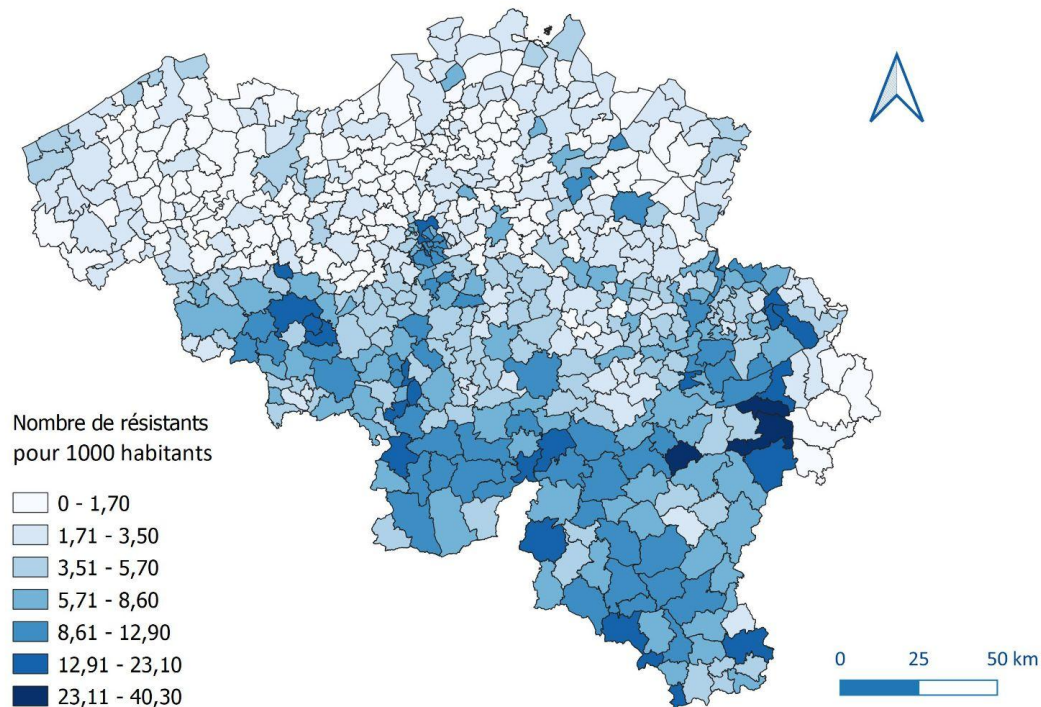 Nombre de résistants
pour 1000 habitants
0 - 1,70
1,71 - 3,50
3,51 - 5,70
5,71 - 8,60
8,61 - 12,90
12,91 - 23,10
23,11 - 40,30
0 25 50 km